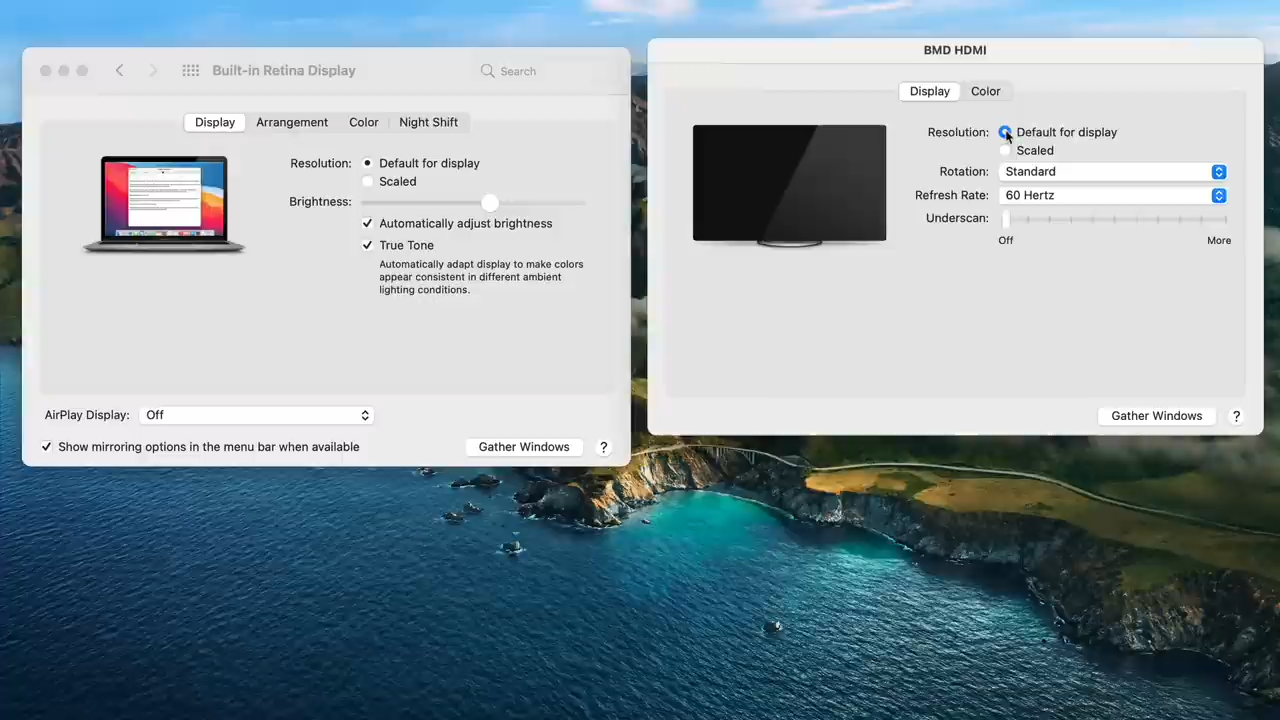 Built-in Retina Display
Search
Display Arrangement Color Night Shift
Resolution: Default for display
Scaled
Brightness:
Automatically adjust brightness
True Tone
Automatically adapt display to make colors
appear consistent in different ambient
lighting conditions.
AirPlay Display: Off
Show mirroring options in the menu bar when available
Gather Windows ?
BMD HDMI
Display Color
Resolution: Default for display
Scaled
Rotation: Standard
Refresh Rate: 60 Hertz
Underscan:
Off More
Gather Windows ?